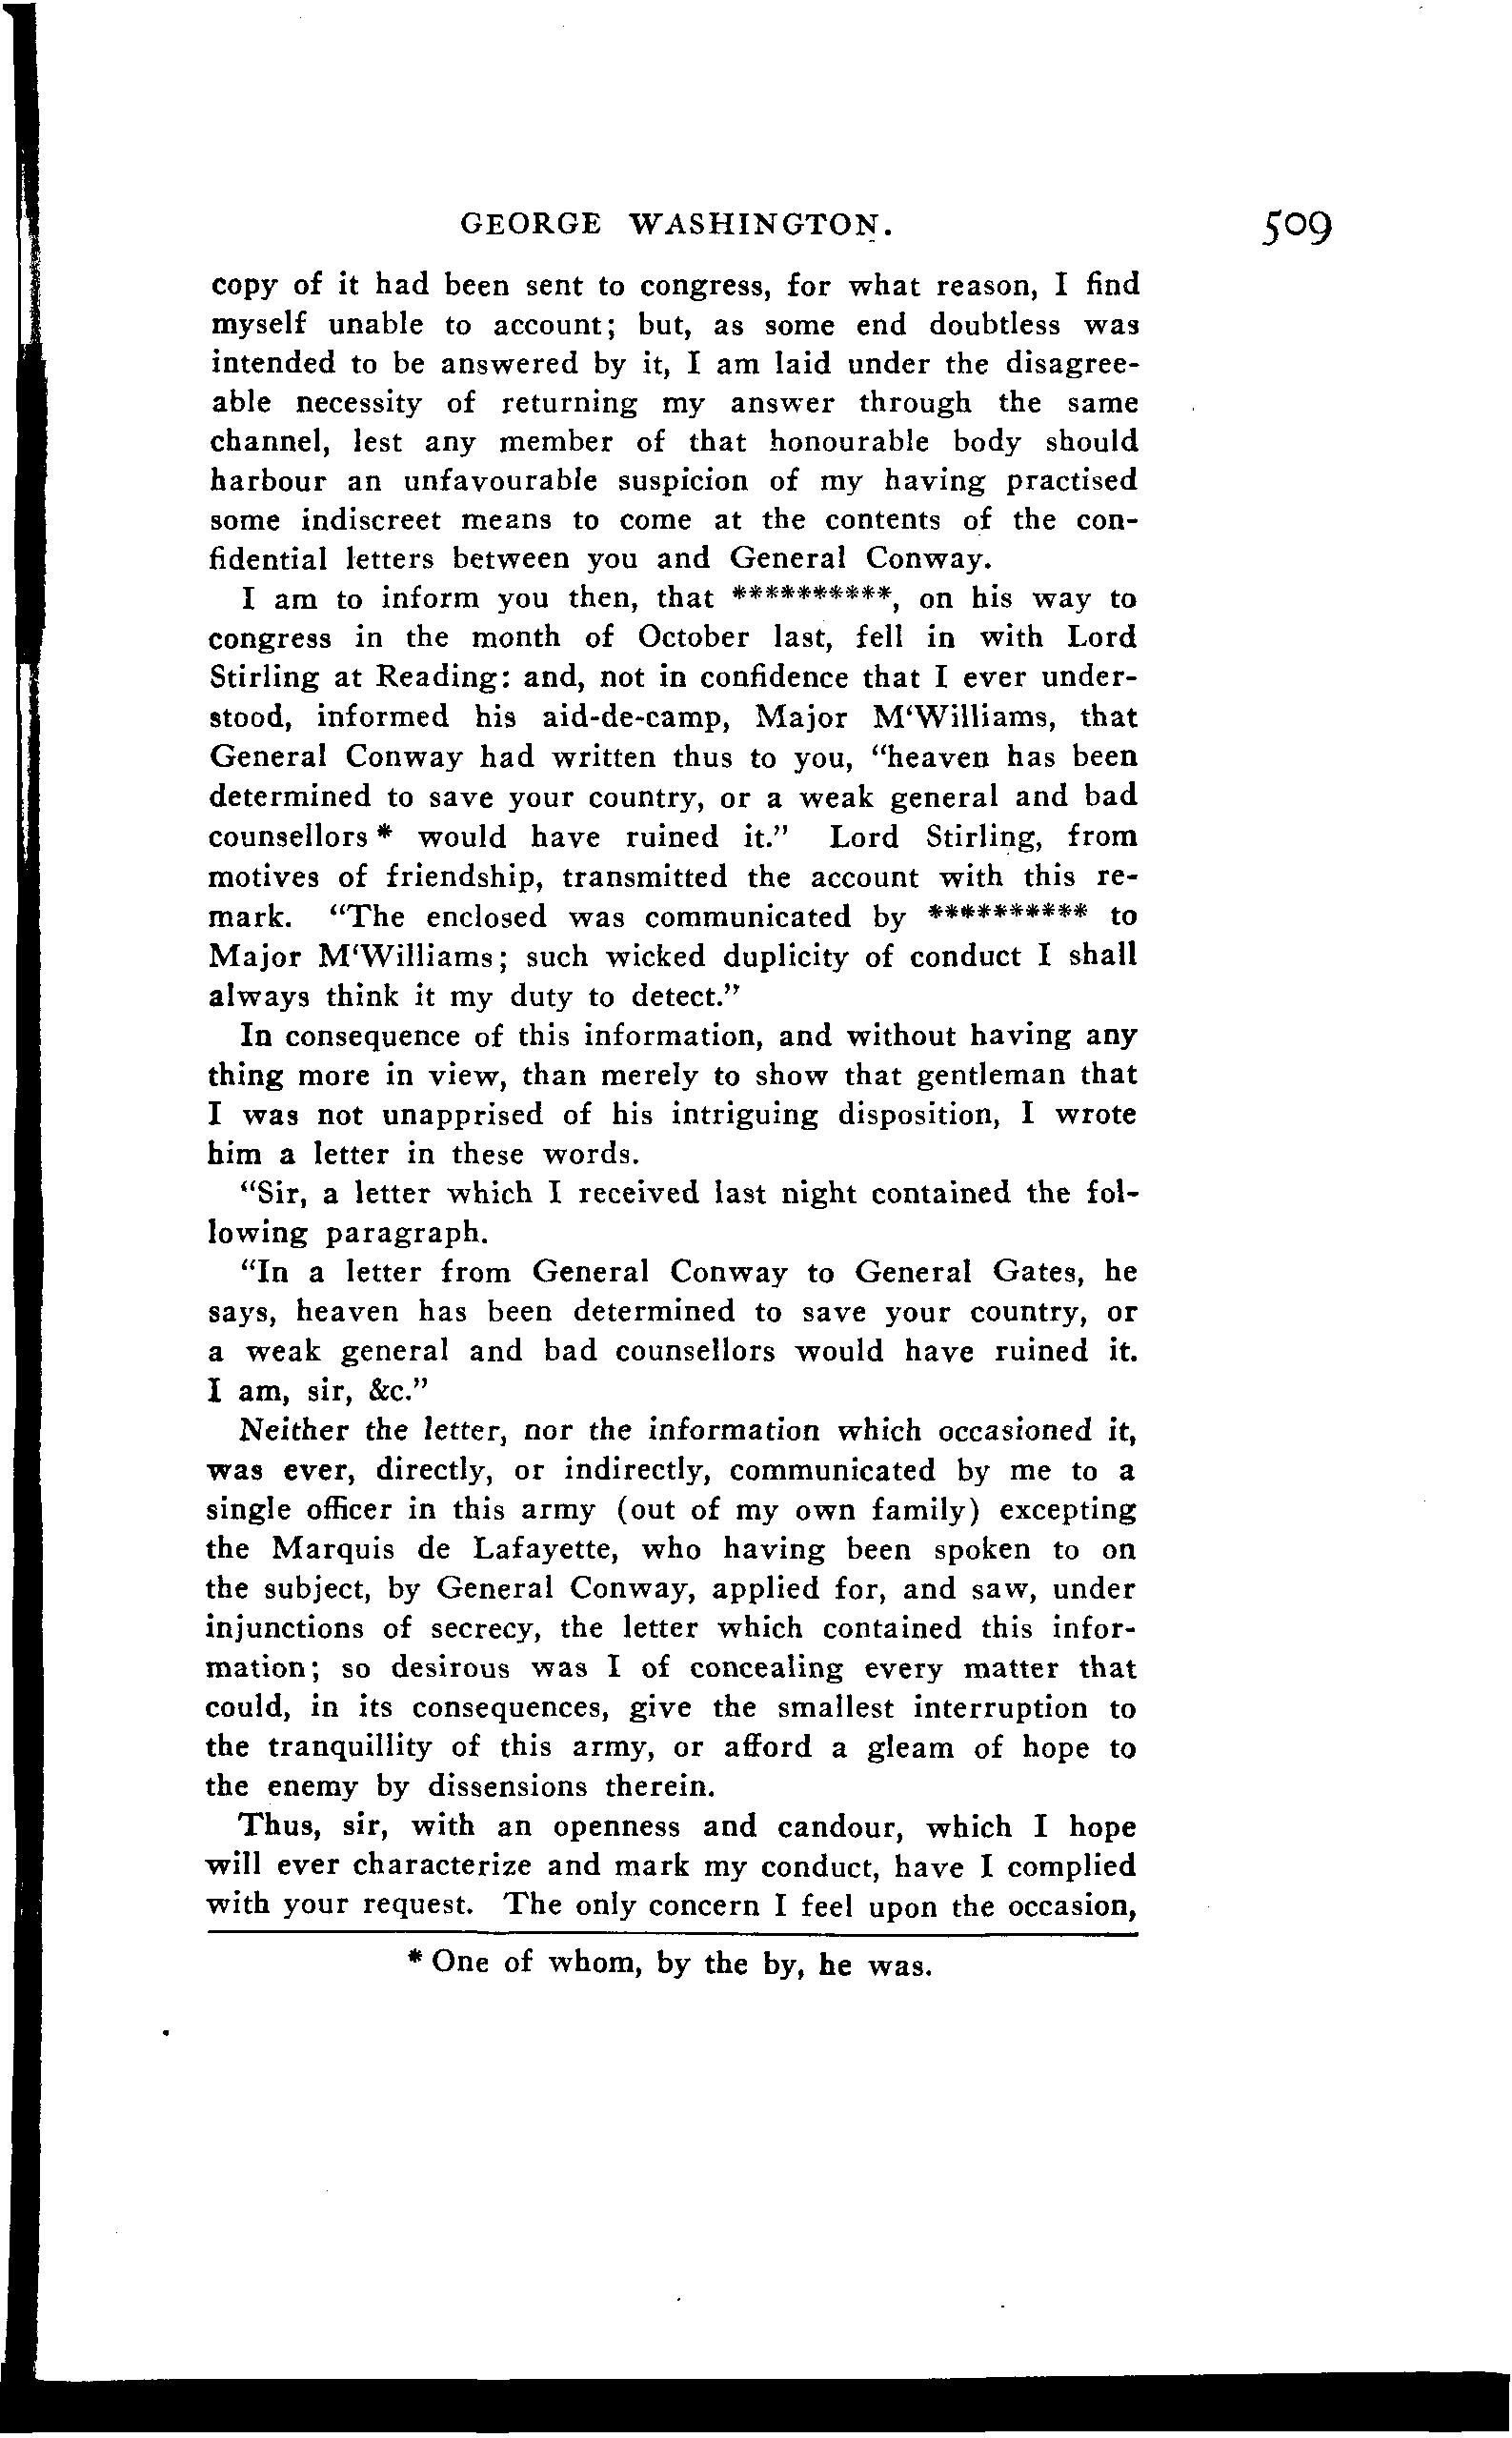 GEORGE WASHINGTON. 509
copy of it had been sent to congress, for what reason, I find
myself unable to account; but, as some end doubtless was
intended to be answered by it, I am laid under the disagree-
able necessity of returning my answer through the same
channel, lest any member of that honourable body should
harbour an unfavourable suspicion of my having practised
some indiscreet means to come at the contents of the con-
fidential letters between you and General Conway.
I am to inform you then, that **********, on his way to
congress in the month of October last, fell in with Lord
Stirling at Reading: and, not in confidence that I ever under-
stood, informed his aid-de-camp, Major M'Williams, that
General Conway had written thus to you, "heaven has been
determined to save your country, or a weak general and bad
counsellors * would have ruined it." Lord Stirling, from
motives of friendship, transmitted the account with this re-
mark. "The enclosed was communicated by ********** to
Major M'Williams; such wicked duplicity of conduct I shall
always think it my duty to detect."
In consequence of this information, and without having any
thing more in view, than merely to show that gentleman that
I was not unapprised of his intriguing disposition, I wrote
him a letter in these words.
"Sir, a letter which I received last night contained the fol-
lowing paragraph.
"In a letter from General Conway to General Gates, he
says, heaven has been determined to save your country, or
a weak general and bad counsellors would have ruined it.
I am, sir, &c."
Neither the letter, nor the information which occasioned it,
was ever, directly, or indirectly, communicated by me to a
single officer in this army (out of my own family) excepting
the Marquis de Lafayette, who having been spoken to on
the subject, by General Conway, applied for, and saw, under
injunctions of secrecy, the letter which contained this infor-
mation; so desirous was I of concealing every matter that
could, in its consequences, give the smallest interruption to
the tranquillity of this army, or afford a gleam of hope to
the enemy by dissensions therein.
Thus, sir, with an openness and candour, which I hope
will ever characterize and mark my conduct, have I complied
with your request. The only concern I feel upon the occasion,
* One of whom, by the by, he was.